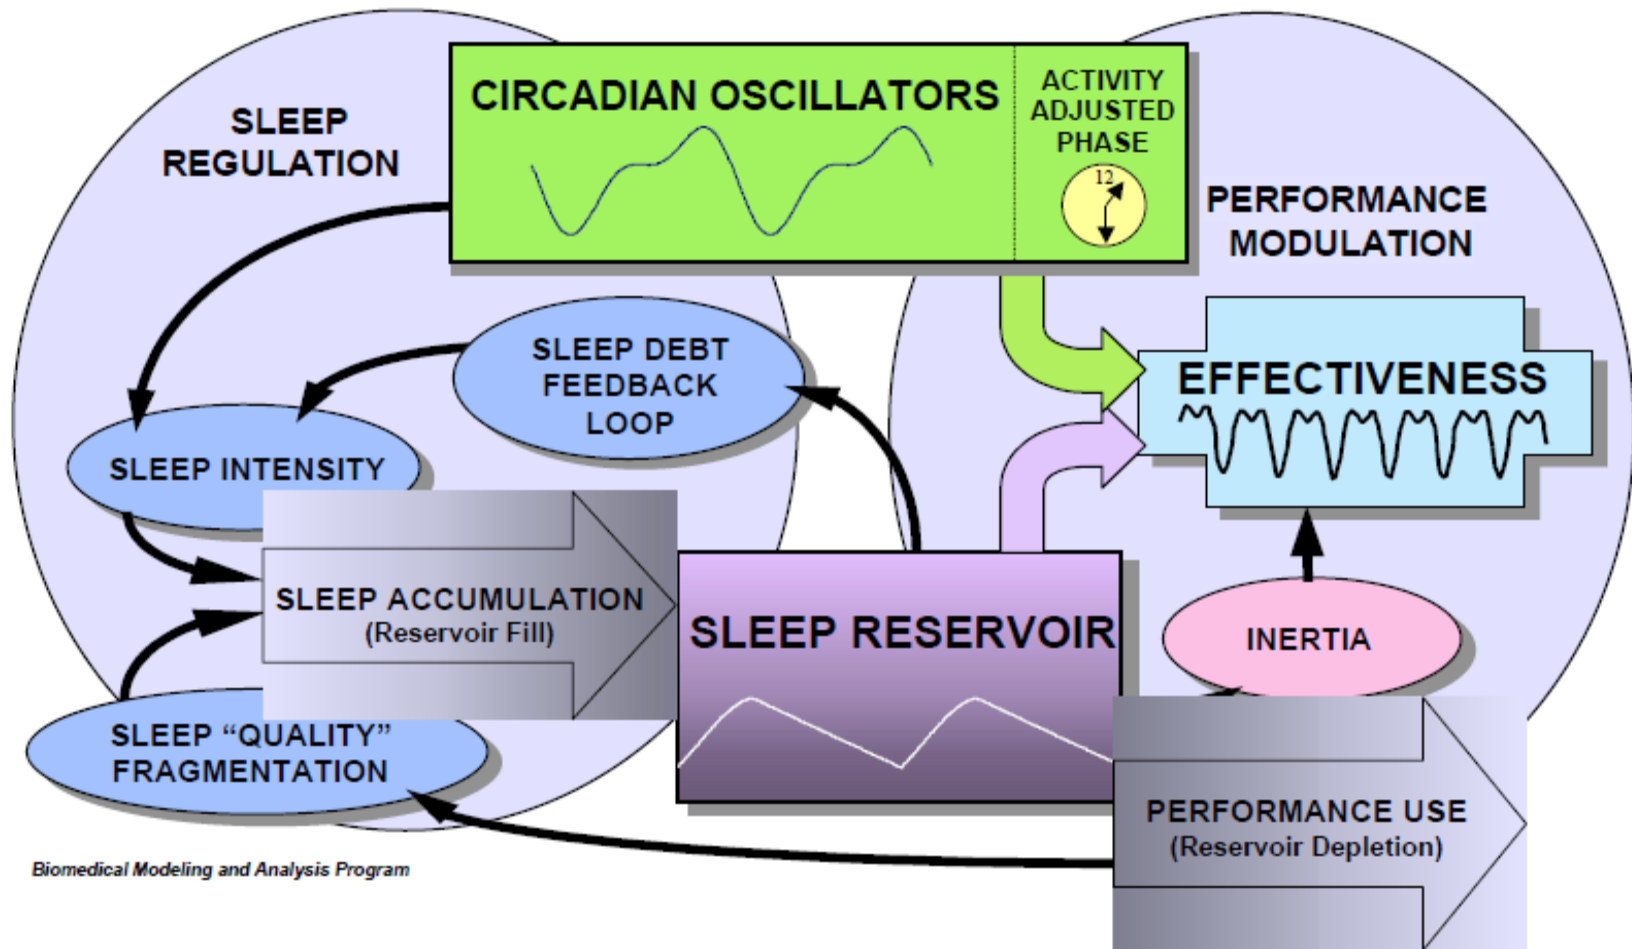 CIRCADIAN OSCILLATORS
ACTIVITY
ADJUSTED
PHASE
12
SLEEP
REGULATION
PERFORMANCE
MODULATION
SLEEP DEBT
FEEDBACK
LOOP
EFFECTIVENESS
SLEEP INTENSITY
SLEEP ACCUMULATION
(Reservoir Fill)
SLEEP RESERVOIR
INERTIA
SLEEP “QUALITY”
FRAGMENTATION
PERFORMANCE USE
(Reservoir Depletion)
Biomedical Modeling and Analysis Program